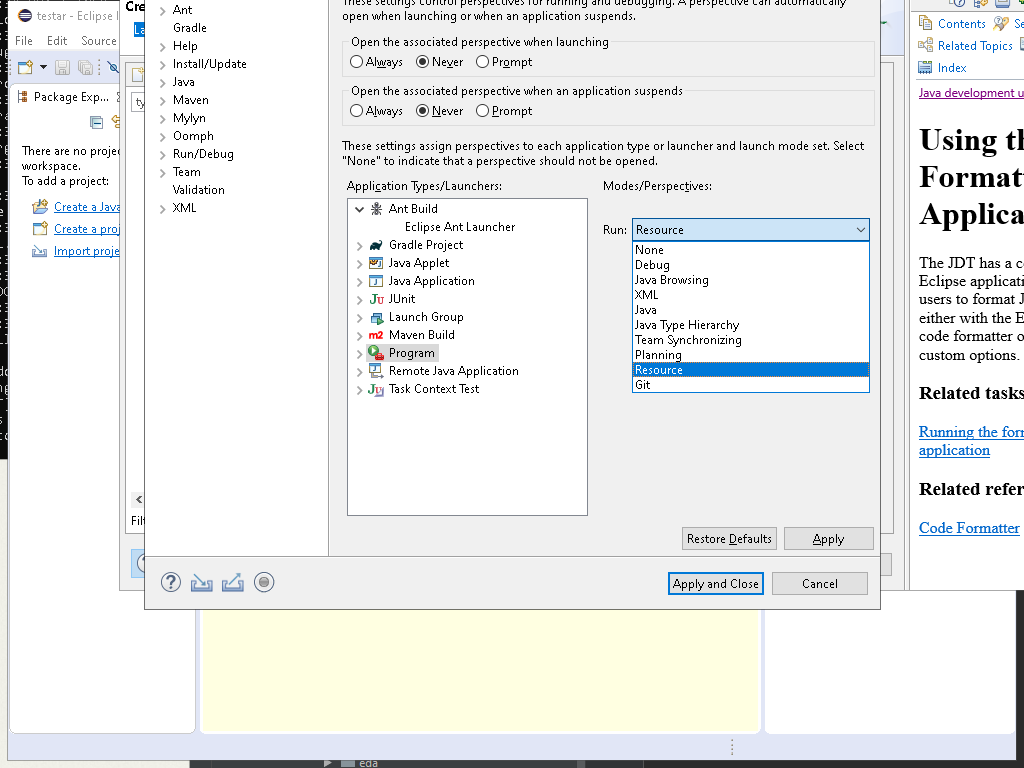 testar - Eclipse I
File Edit Source
Package Exp...
There are no proje
workspace.
To add a project:
Create a Java
Create a proj
Import proje
Cre
Filt
Ant
Gradle
Help
Install/Update
Java
Maven
Mylyn
Oomph
Run/Debug
Team
Validation
XML
These settings control perspectives for running and debugging. A perspective can automatically
open when launching or when an application suspends.
Open the associated perspective when launching
Always Never Prompt
Open the associated perspective when an application suspends
Always Never Prompt
These settings assign perspectives to each application type or launcher and launch mode set. Select
"None" to indicate that a perspective should not be opened.
Application Types/Launchers:
Modes/Perspectives:
Ant Build
Eclipse Ant Launcher
Gradle Project
Java Applet
Java Application
JUnit
Launch Group
Maven Build
Program
Remote Java Application
Task Context Test
Run: Resource
None
Debug
Java Browsing
XML
Java
Java Type Hierarchy
Team Synchronizing
Planning
Resource
Git
Restore Defaults
Apply
Apply and Close
Cancel
Contents Se
Related Topics
Index
Java development u
Using th
Formatt
Applica
The JDT has a c
Eclipse applicati
users to format J
either with the E
code formatter o
custom options.
Related tasks
Running the forn
application
Related refer
Code Formatter
eda